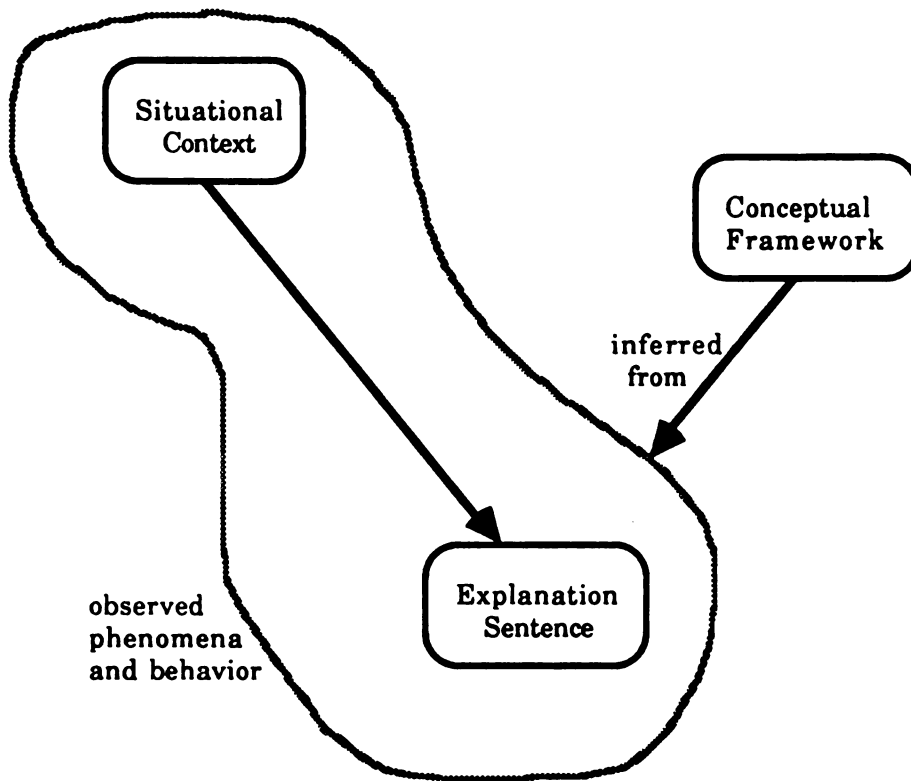 Situational
Context
Conceptual
Framework
inferred
from
Explanation
Sentence
observed
phenomena
and behavior